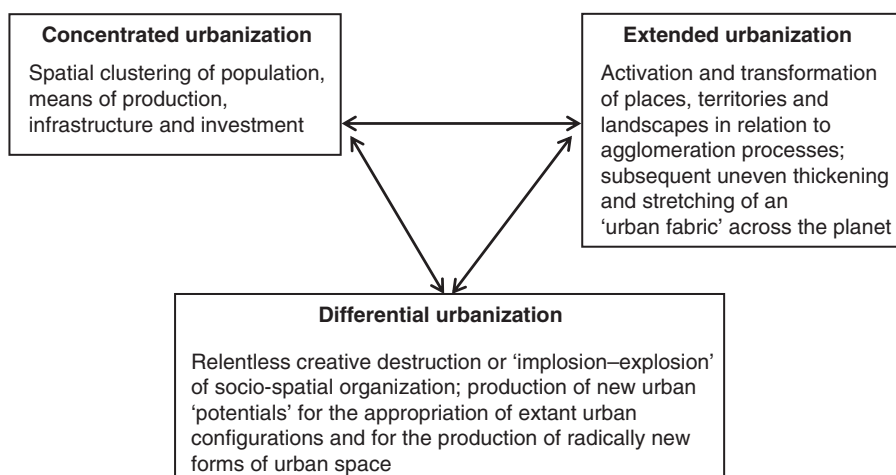 Concentrated urbanization
Spatial clustering of population,
means of production,
infrastructure and investment
Extended urbanization
Activation and transformation
of places, territories and
landscapes in relation to
agglomeration processes;
subsequent uneven thickening
and stretching of an
‘urban fabric’ across the planet
Differential urbanization
Relentless creative destruction or ‘implosion–explosion’
of socio-spatial organization; production of new urban
‘potentials’ for the appropriation of extant urban
configurations and for the production of radically new
forms of urban space